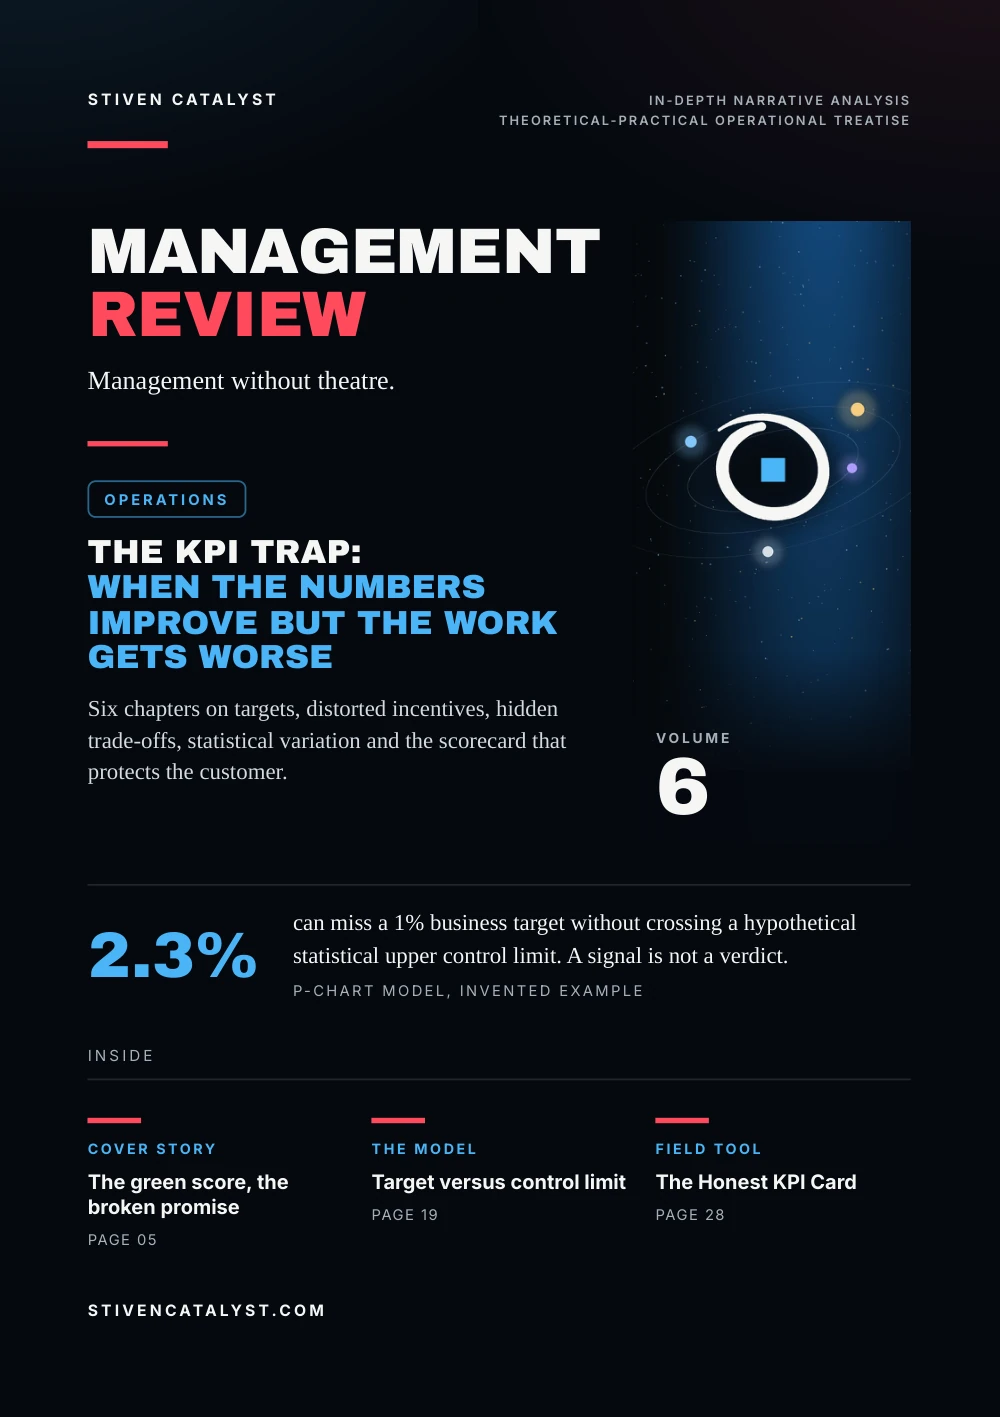 STIVEN CATALYST
IN-DEPTH NARRATIVE ANALYSIS
THEORETICAL-PRACTICAL OPERATIONAL TREATISE
MANAGEMENT
REVIEW
Management without theatre.
OPERATIONS
THE KPI TRAP:
WHEN THE NUMBERS
IMPROVE BUT THE WORK
GETS WORSE
Six chapters on targets, distorted incentives, hidden
trade-offs, statistical variation and the scorecard that
protects the customer.
VOLUME
6
2.3%
can miss a 1% business target without crossing a hypothetical
statistical upper control limit. A signal is not a verdict.
P-CHART MODEL, INVENTED EXAMPLE
INSIDE
COVER STORY
The green score, the
broken promise
PAGE 05
THE MODEL
Target versus control limit
PAGE 19
FIELD TOOL
The Honest KPI Card
PAGE 28
STIVENCATALYST.COM